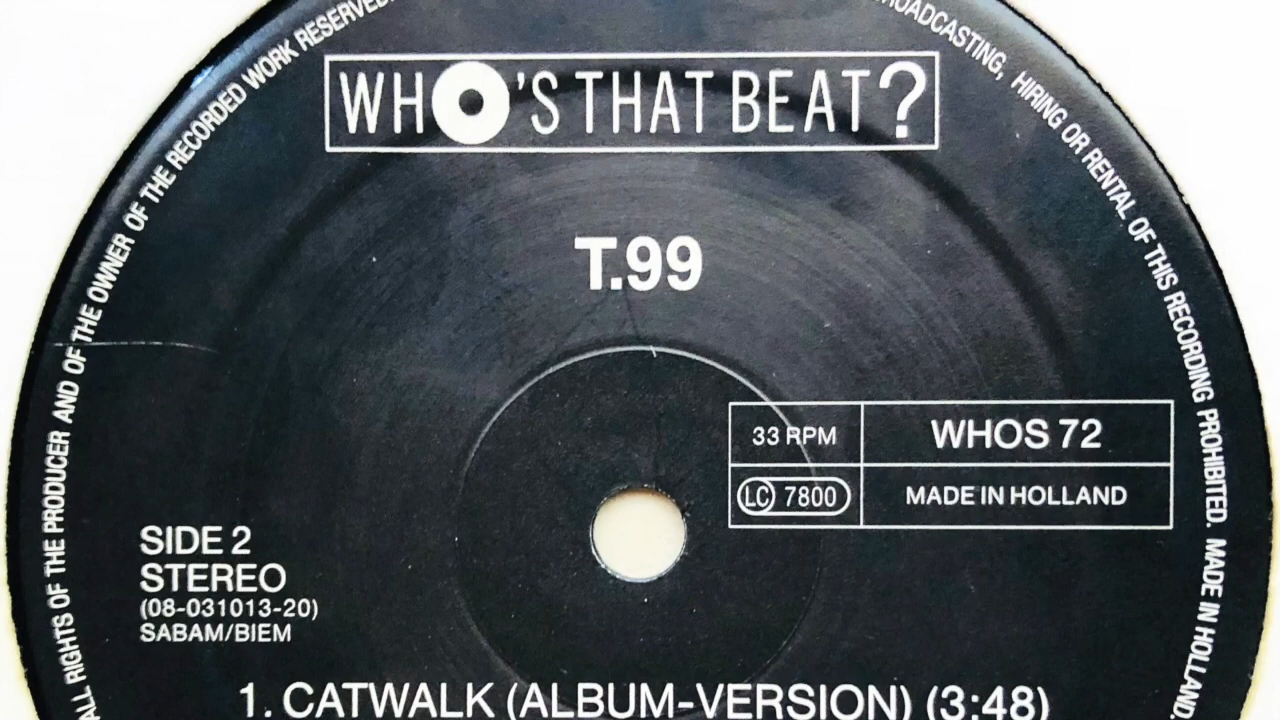 ALL RIGHTS OF THE PRODUCER AND OF THE OWNER OF THE RECORDED WORK RESERVED.
BROADCASTING, HIRING OR RENTAL OF THIS RECORDING PROHIBITED. MADE IN HOLLAND.
WHO'S THAT BEAT?
T.99
33 RPM
WHOS 72
LC 7800
MADE IN HOLLAND
SIDE 2
STEREO
(08-031013-20)
SABAM/BIEM
1. CATWALK (ALBUM-VERSION) (3:48)